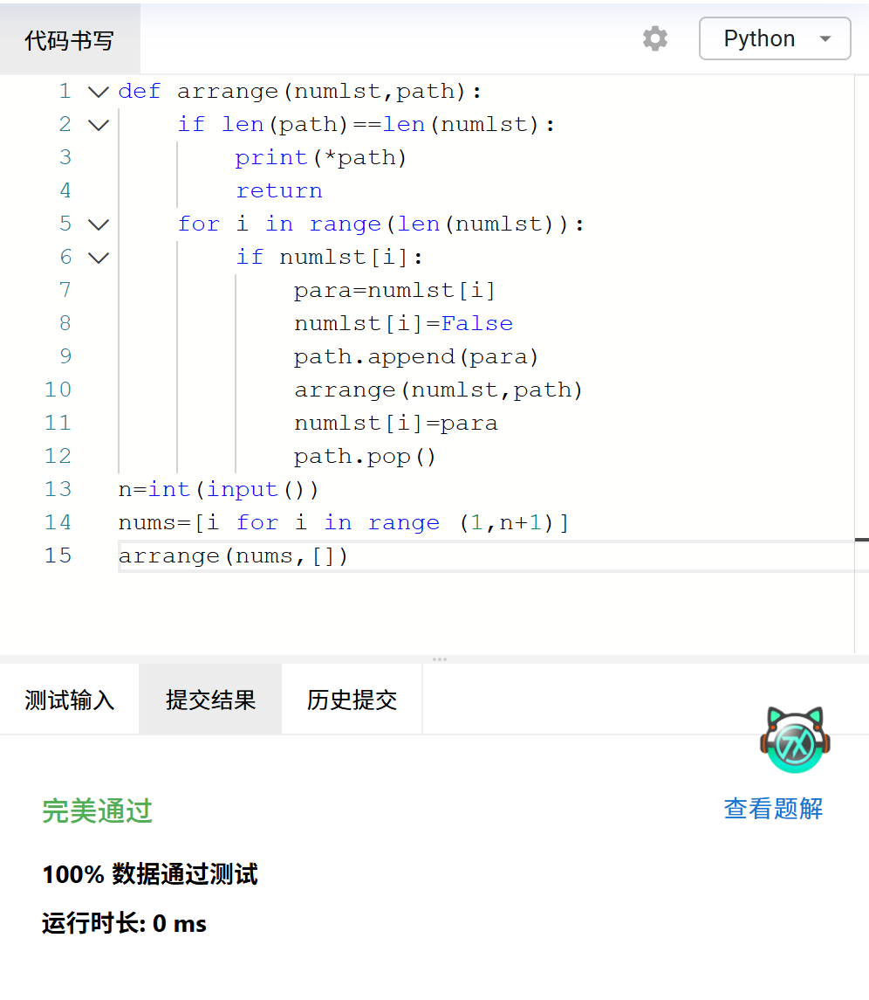 代码书写
Python
1 def arrange(numlst,path):
2     if len(path)==len(numlst):
3         print(*path)
4         return
5     for i in range(len(numlst)):
6         if numlst[i]:
7             para=numlst[i]
8             numlst[i]=False
9             path.append(para)
10             arrange(numlst,path)
11             numlst[i]=para
12             path.pop()
13 n=int(input())
14 nums=[i for i in range (1,n+1)]
15 arrange(nums,[])
测试输入 提交结果 历史提交
7X
完美通过
查看题解
100% 数据通过测试
运行时长: 0 ms